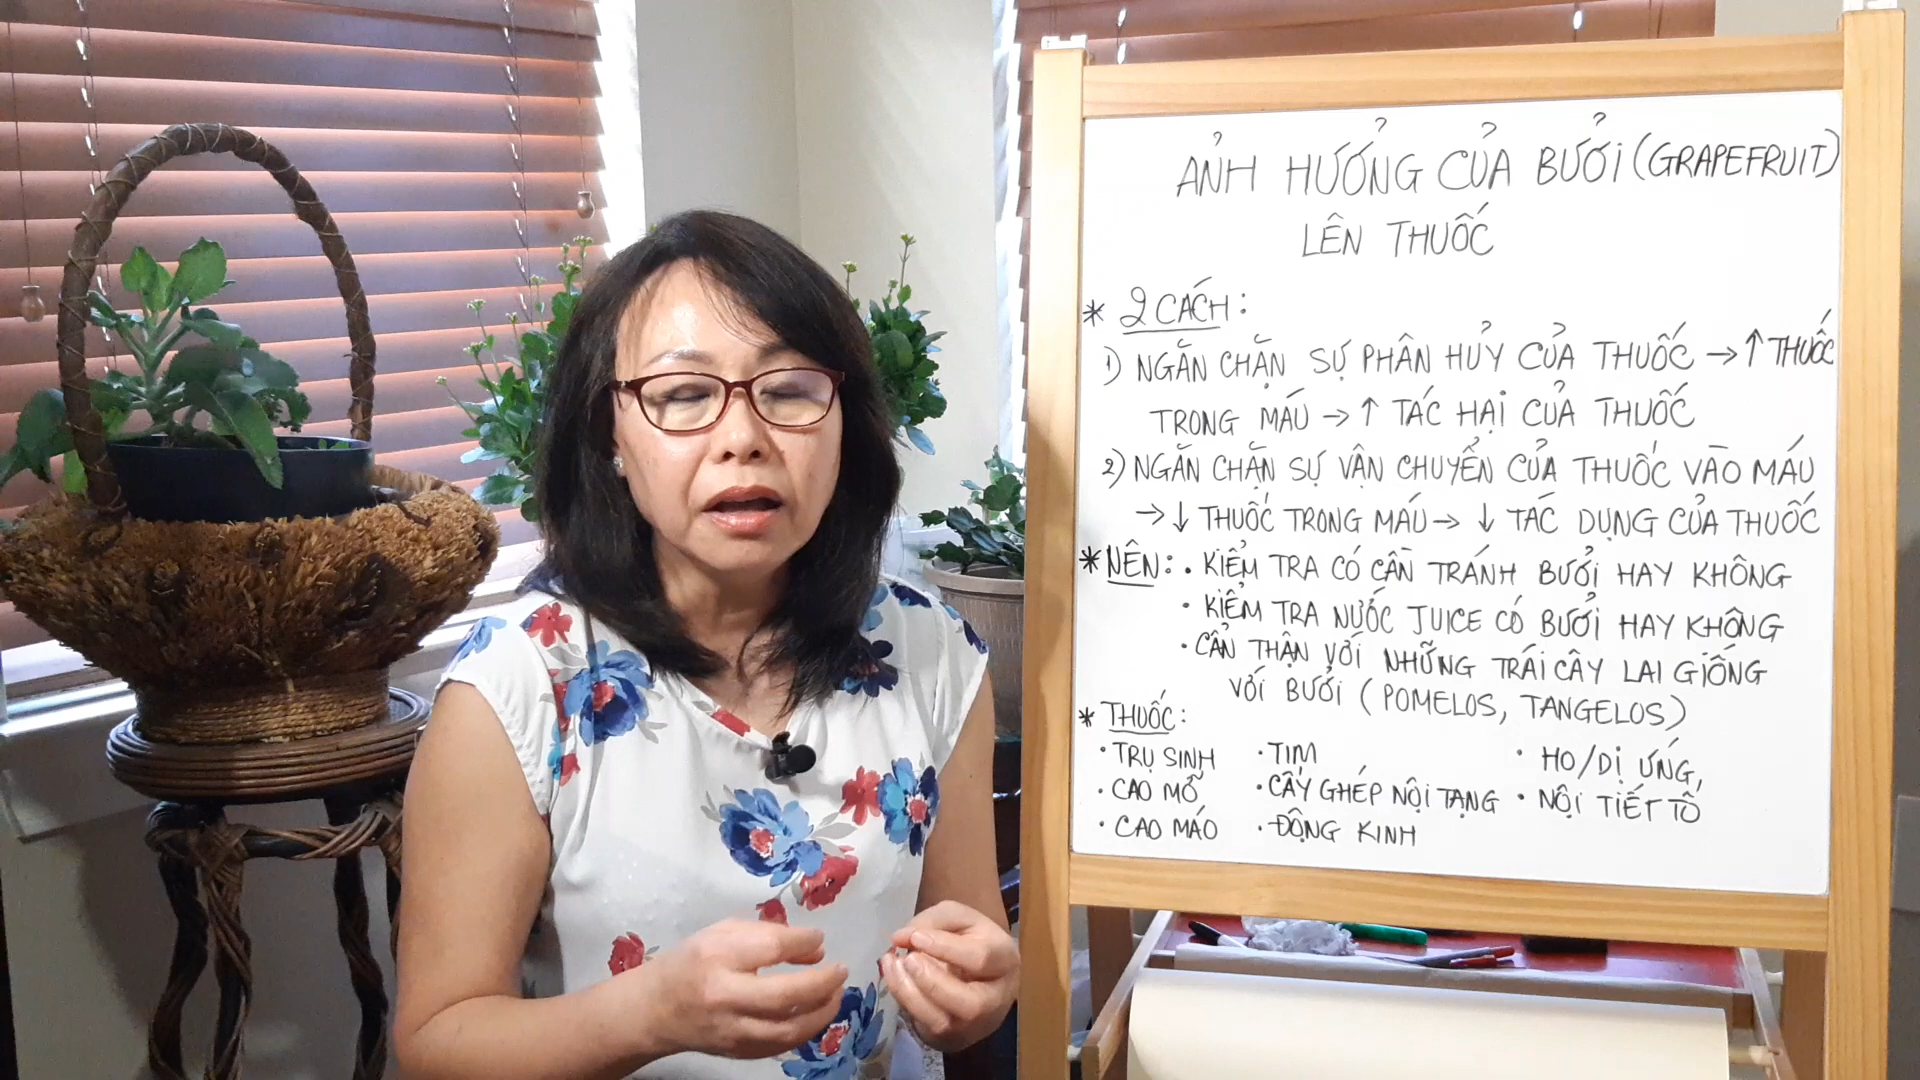 ẢNH HƯỞNG CỦA BƯỞI (GRAPEFRUIT)
LÊN THUỐC
* 2 CÁCH:
1) NGĂN CHẶN SỰ PHÂN HỦY CỦA THUỐC → ↑ THUỐC
TRONG MÁU → ↑ TÁC HẠI CỦA THUỐC
2) NGĂN CHẶN SỰ VẬN CHUYỂN CỦA THUỐC VÀO MÁU
→ ↓ THUỐC TRONG MÁU → ↓ TÁC DỤNG CỦA THUỐC
* NÊN: • KIỂM TRA CÓ CẦN TRÁNH BƯỞI HAY KHÔNG
• KIỂM TRA NƯỚC JUICE CÓ BƯỞI HAY KHÔNG
• CẨN THẬN VỚI NHỮNG TRÁI CÂY LAI GIỐNG
VỚI BƯỞI (POMELOS, TANGELOS)
* THUỐC:
• TRỤ SINH • TIM • HO/DỊ ỨNG,
• CAO MỠ • CẤY GHÉP NỘI TẠNG • NỘI TIẾT TỐ
• CAO MÁO • ĐỘNG KINH